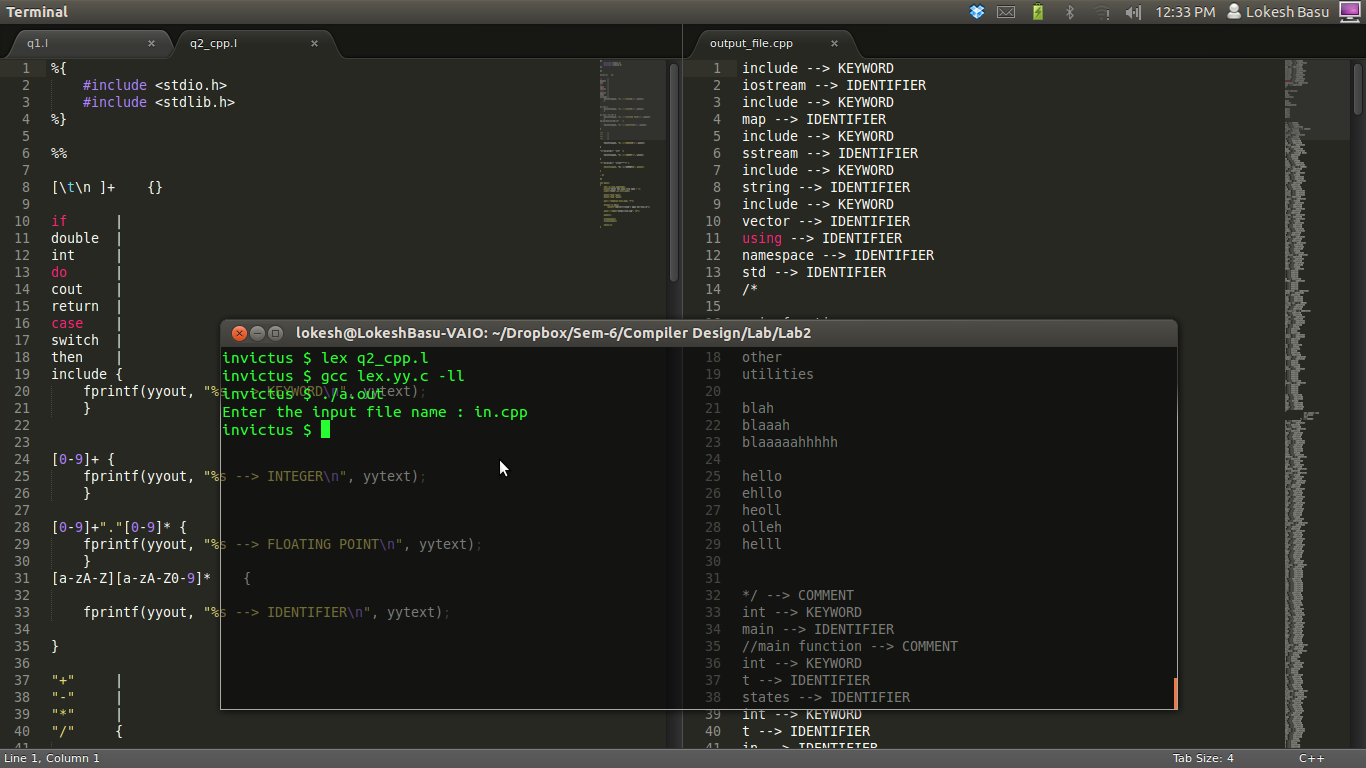 Terminal
12:33 PM Lokesh Basu
q1.l × q2_cpp.l ×
1 %{
2 #include <stdio.h>
3 #include <stdlib.h>
4 %}
5
6 %%
7
8 [\t\n ]+ {}
9
10 if |
11 double |
12 int |
13 do |
14 cout |
15 return |
16 case |
17 switch |
18 then |
19 include {
20 fprintf(yyout, "%s --> KEYWORD\n", yytext);
21 }
22
23
24 [0-9]+ {
25 fprintf(yyout, "%s --> INTEGER\n", yytext);
26 }
27
28 [0-9]+"."[0-9]* {
29 fprintf(yyout, "%s --> FLOATING POINT\n", yytext);
30 }
31 [a-zA-Z][a-zA-Z0-9]* {
32
33 fprintf(yyout, "%s --> IDENTIFIER\n", yytext);
34
35 }
36
37 "+" |
38 "-" |
39 "*" |
40 "/" {
41
output_file.cpp ×
1 include --> KEYWORD
2 iostream --> IDENTIFIER
3 include --> KEYWORD
4 map --> IDENTIFIER
5 include --> KEYWORD
6 sstream --> IDENTIFIER
7 include --> KEYWORD
8 string --> IDENTIFIER
9 include --> KEYWORD
10 vector --> IDENTIFIER
11 using --> IDENTIFIER
12 namespace --> IDENTIFIER
13 std --> IDENTIFIER
14 /*
15
18 other
19 utilities
20
21 blah
22 blaaah
23 blaaaaahhhhh
24
25 hello
26 ehllo
27 heoll
28 olleh
29 helll
30
31
32 */ --> COMMENT
33 int --> KEYWORD
34 main --> IDENTIFIER
35 //main function --> COMMENT
36 int --> KEYWORD
37 t --> IDENTIFIER
38 states --> IDENTIFIER
39 int --> KEYWORD
40 t --> IDENTIFIER
41 in --> IDENTIFIER
lokesh@LokeshBasu-VAIO: ~/Dropbox/Sem-6/Compiler Design/Lab/Lab2
invictus $ lex q2_cpp.l
invictus $ gcc lex.yy.c -ll
invictus $ ./a.out
Enter the input file name : in.cpp
invictus $
Line 1, Column 1
Tab Size: 4 C++